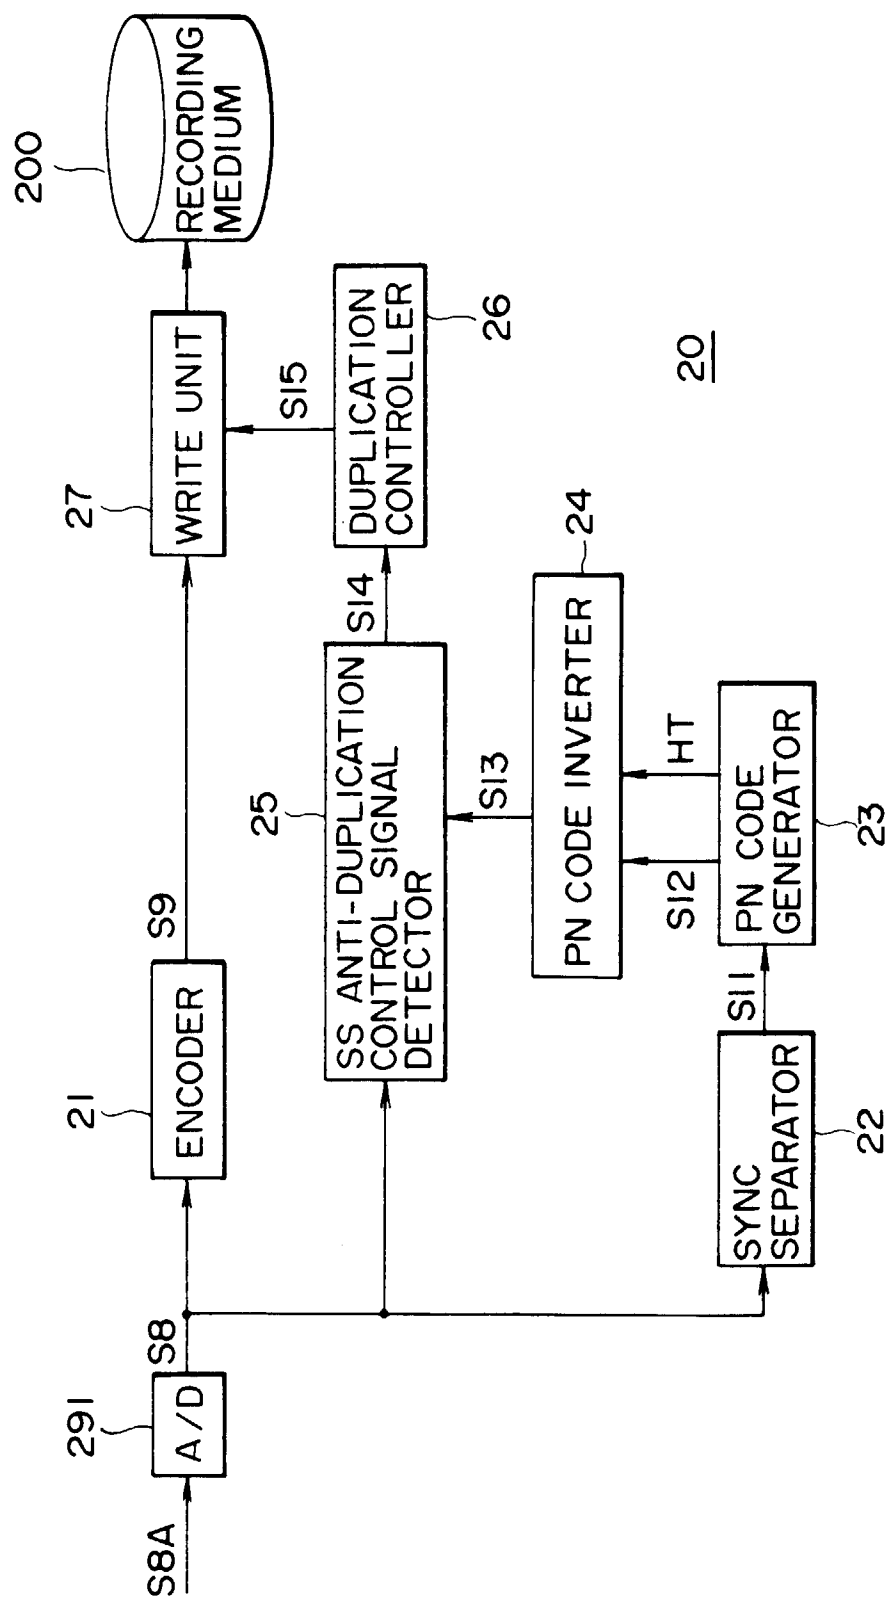 S8A
291
A/D
S8
21
ENCODER
S9
27
WRITE UNIT
200
RECORDING
MEDIUM
25
SS ANTI-DUPLICATION
CONTROL SIGNAL
DETECTOR
S14
DUPLICATION
CONTROLLER
26
S15
S13
PN CODE INVERTER
24
S12
HT
SYNC
SEPARATOR
22
S11
PN CODE
GENERATOR
23
20